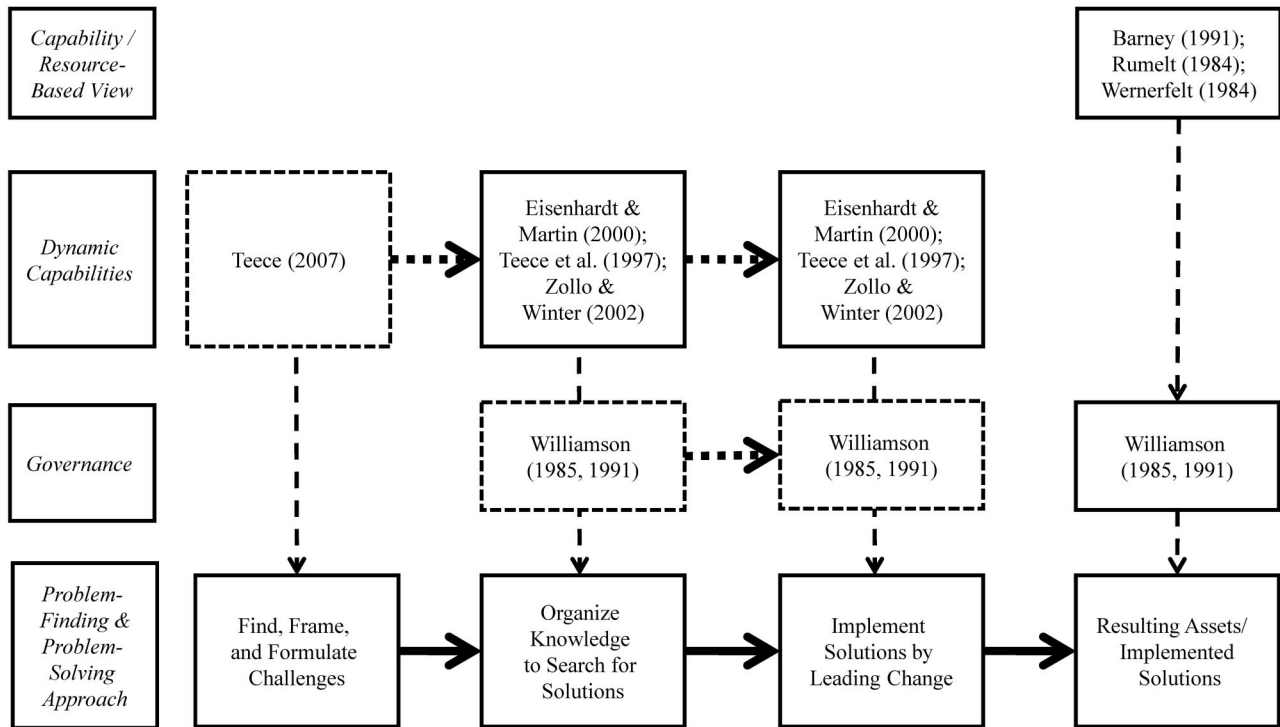 Capability /
Resource-
Based View
Barney (1991);
Rumelt (1984);
Wernerfelt (1984)
Dynamic
Capabilities
Teece (2007)
Eisenhardt &
Martin (2000);
Teece et al. (1997);
Zollo &
Winter (2002)
Eisenhardt &
Martin (2000);
Teece et al. (1997);
Zollo &
Winter (2002)
Governance
Williamson
(1985, 1991)
Williamson
(1985, 1991)
Williamson
(1985, 1991)
Problem-
Finding &
Problem-
Solving
Approach
Find, Frame,
and Formulate
Challenges
Organize
Knowledge
to Search for
Solutions
Implement
Solutions by
Leading Change
Resulting Assets/
Implemented
Solutions